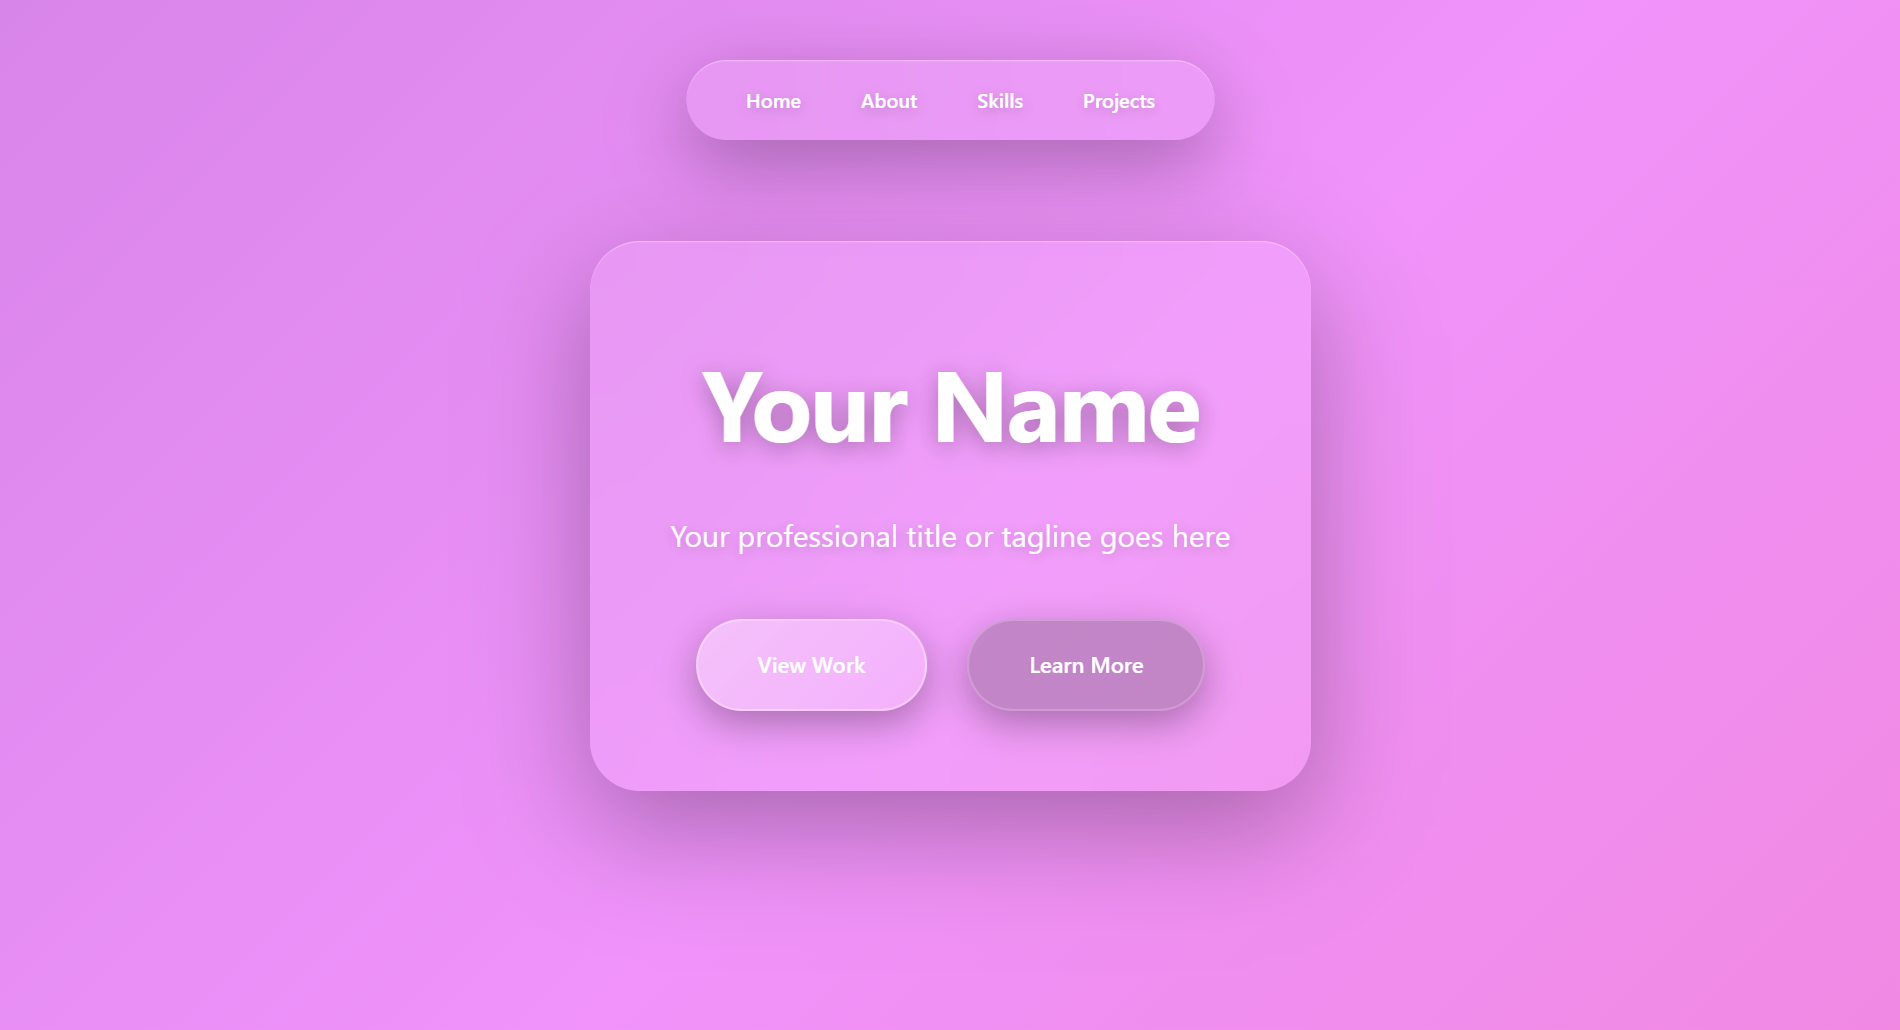 Home About Skills Projects
Your Name
Your professional title or tagline goes here
View Work Learn More